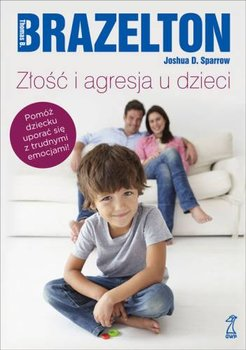 Thomas B.
BRAZELTON
Joshua D. Sparrow
Złość i agresja u dzieci
Pomóż
dziecku
uporać się
z trudnymi
emocjami!
GWP